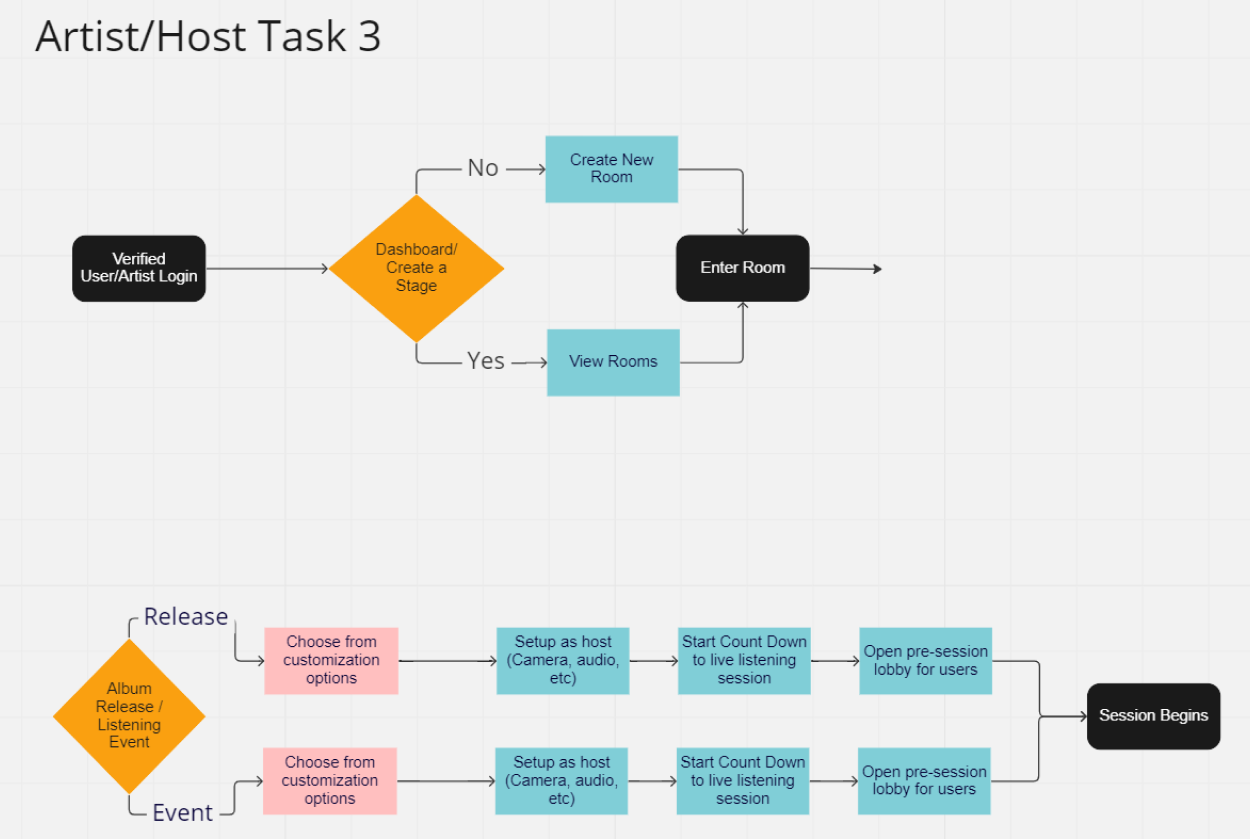 Artist/Host Task 3
No
Create New
Room
Verified
User/Artist Login
Dashboard/
Create a
Stage
Enter Room
Yes
View Rooms
Release
Choose from
customization
options
Setup as host
(Camera, audio,
etc)
Start Count Down
to live listening
session
Open pre-session
lobby for users
Album
Release /
Listening
Event
Session Begins
Event
Choose from
customization
options
Setup as host
(Camera, audio,
etc)
Start Count Down
to live listening
session
Open pre-session
lobby for users